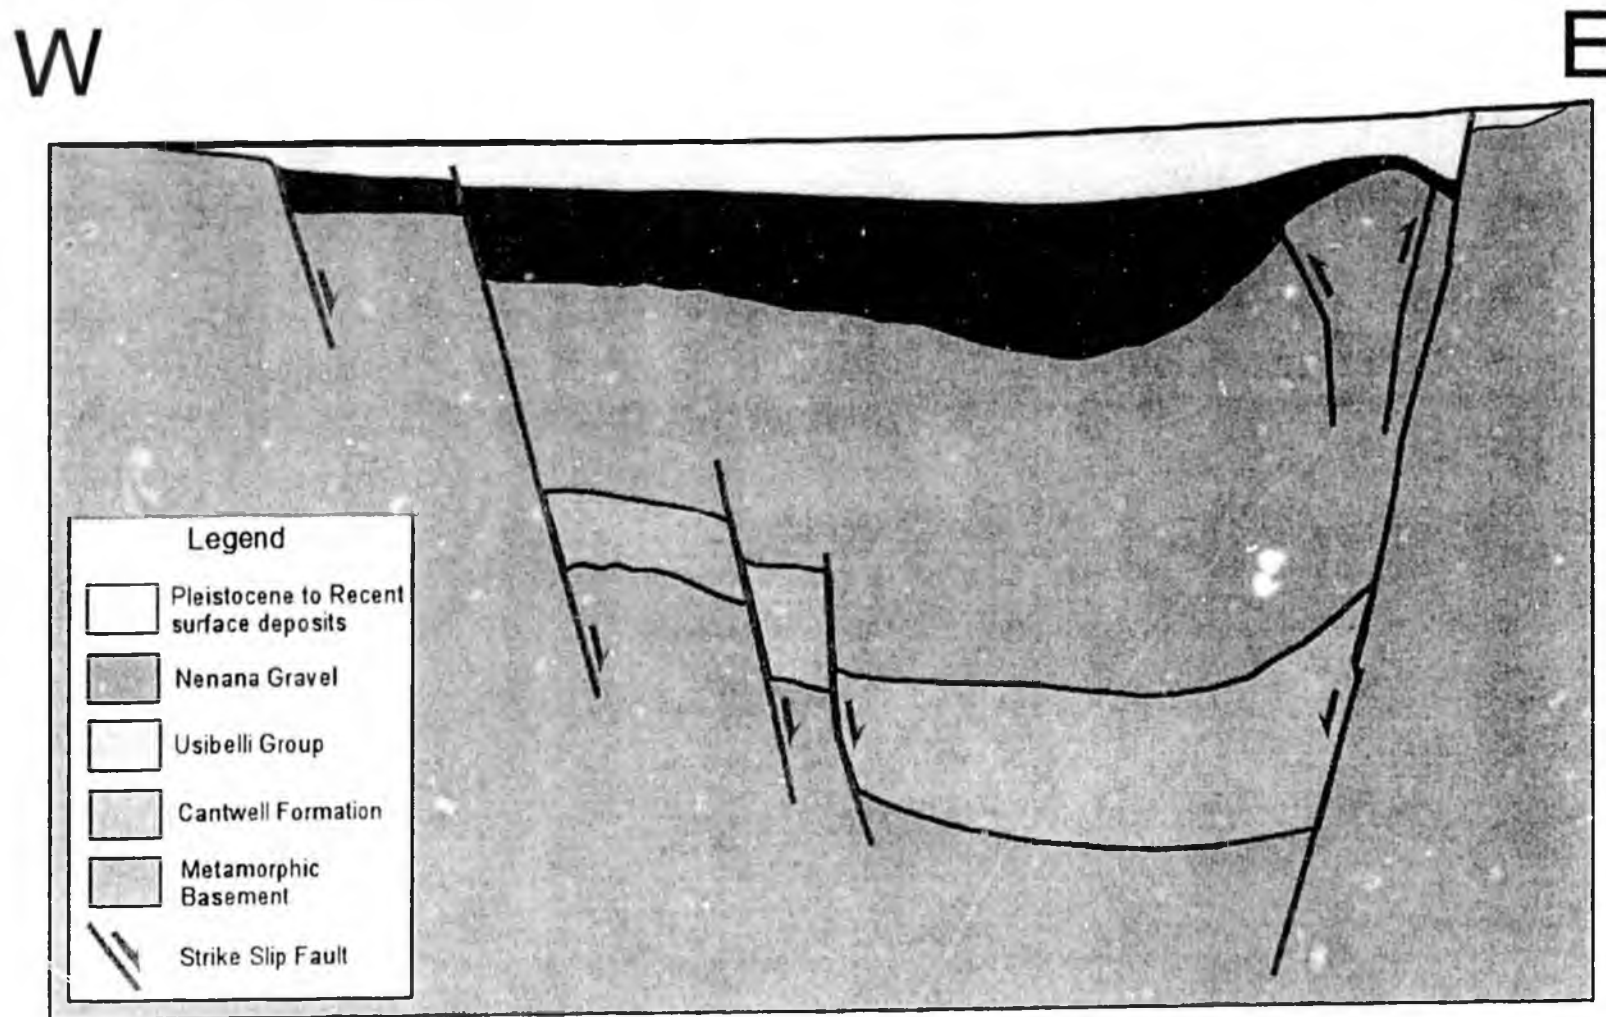 W
E
Legend
Pleistocene to Recent
surface deposits
Nenana Gravel
Usibelli Group
Cantwell Formation
Metamorphic
Basement
Strike Slip Fault